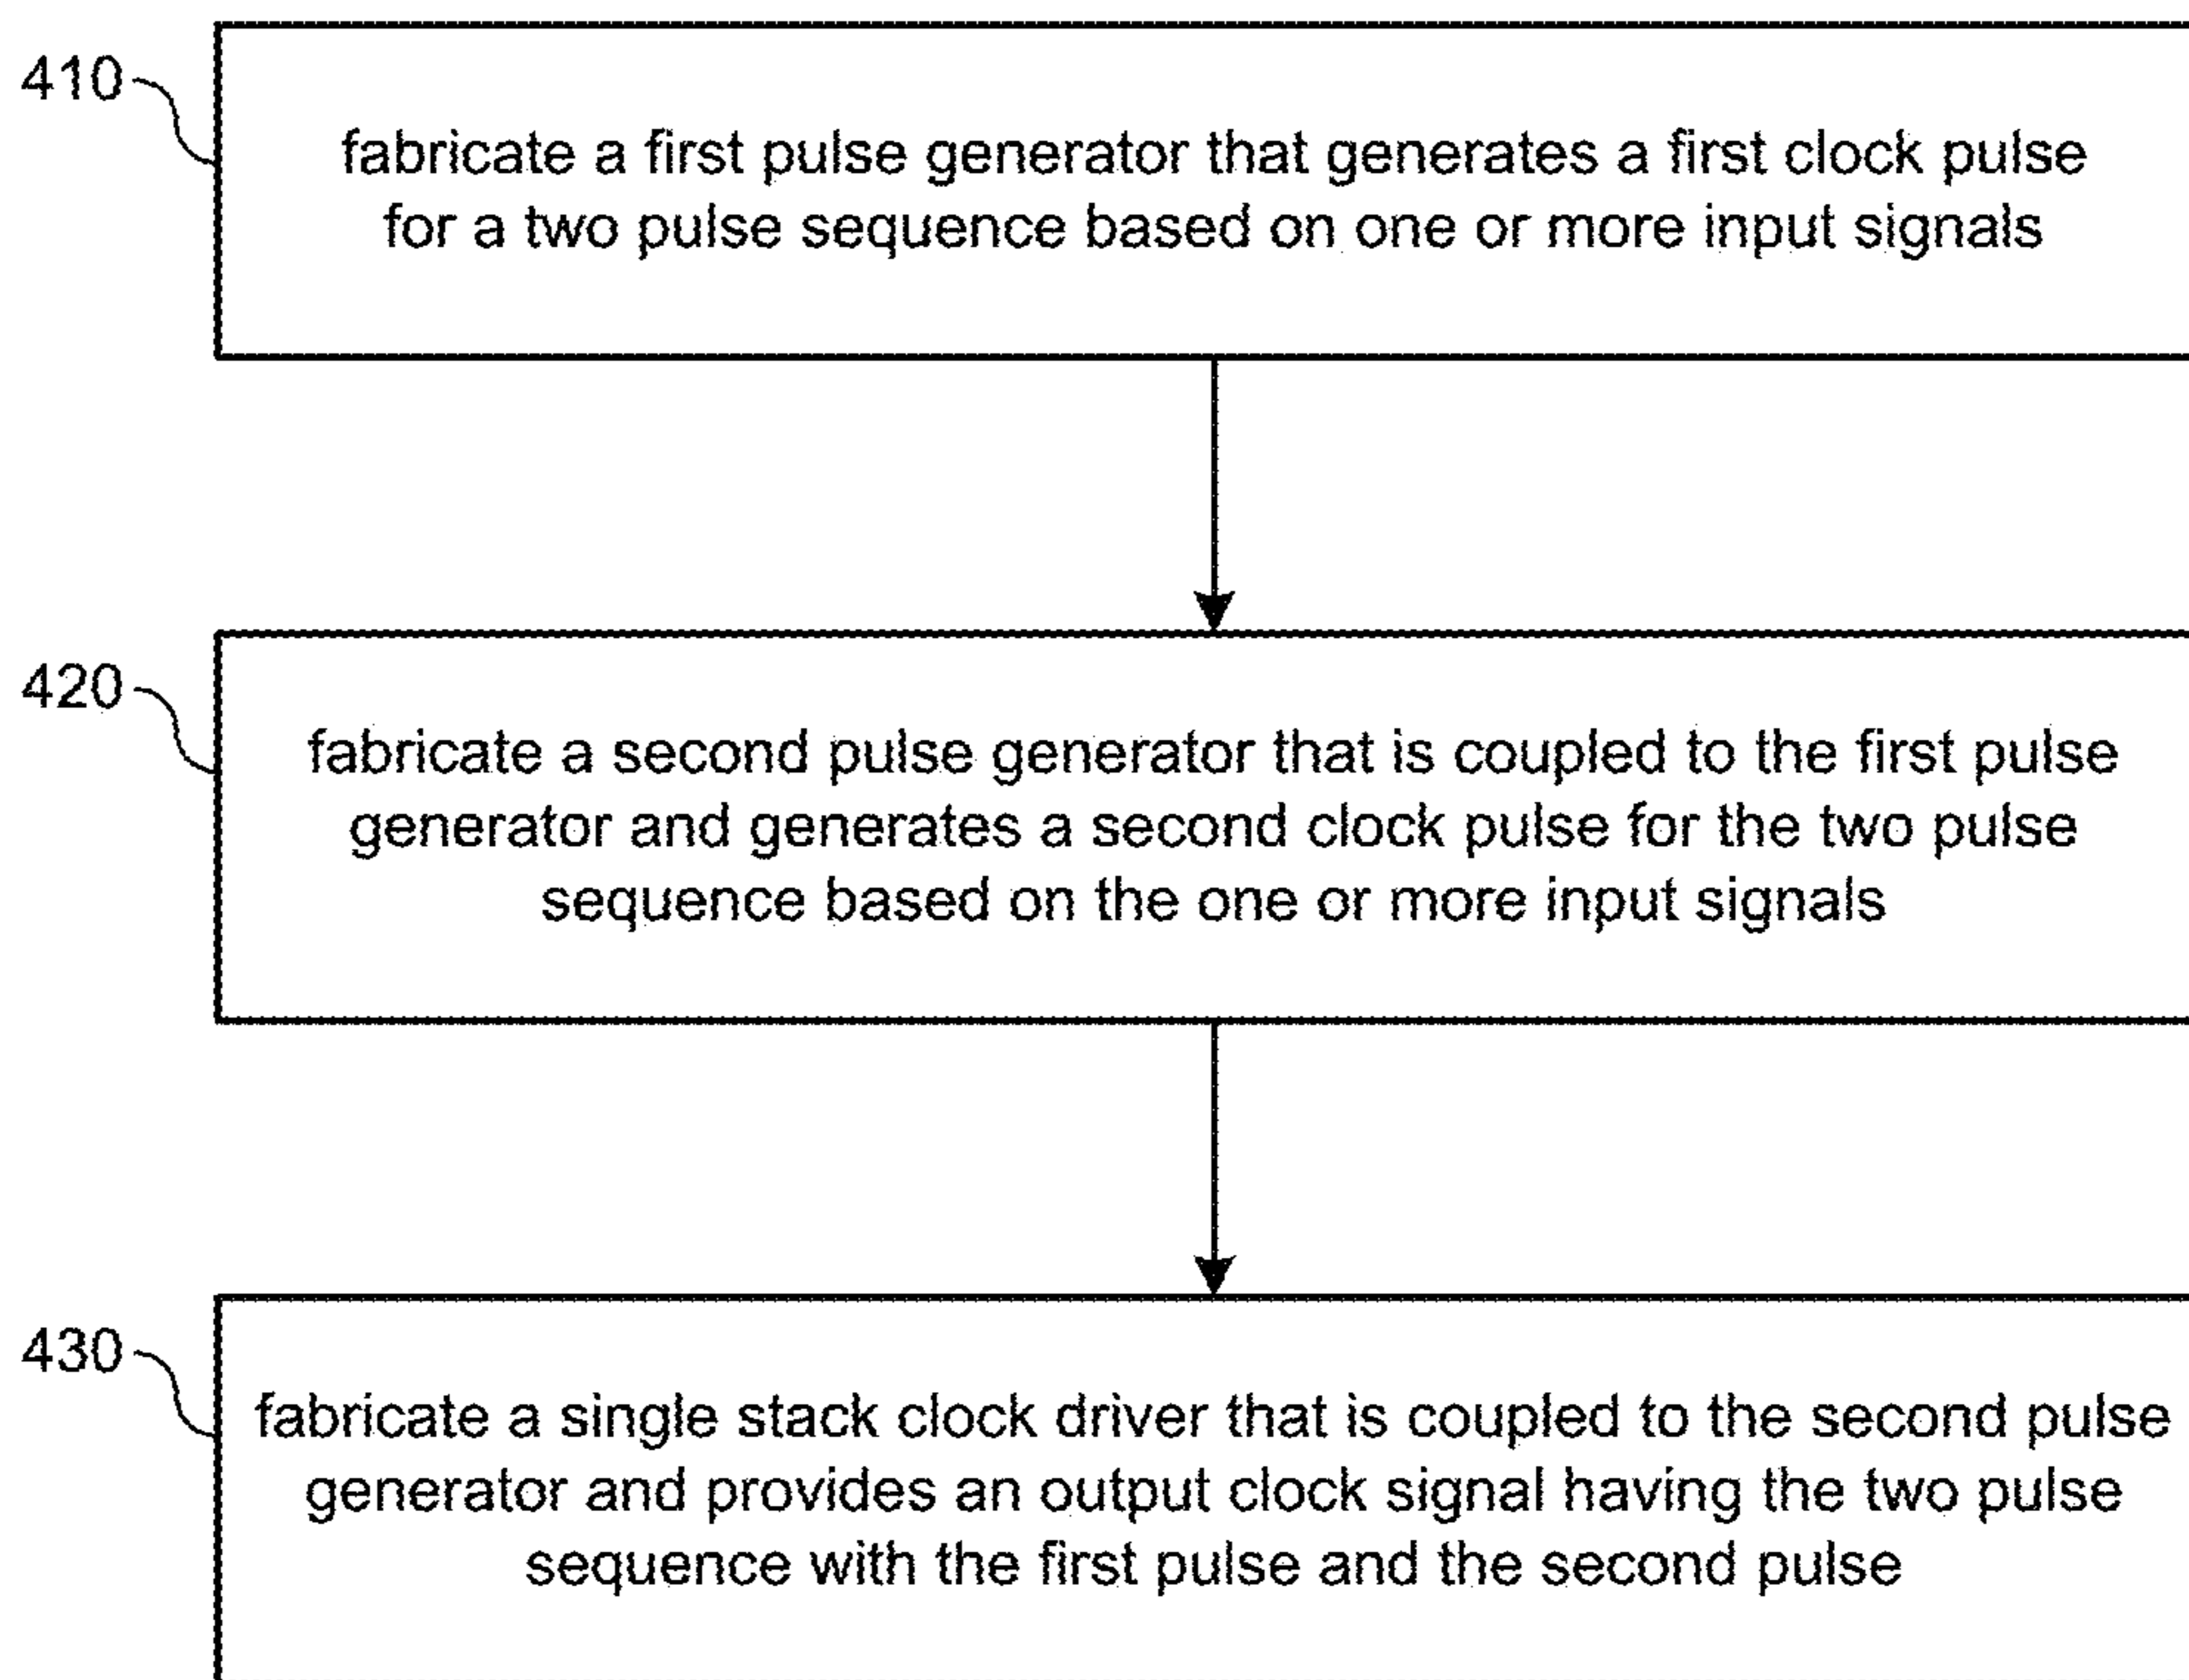 410
fabricate a first pulse generator that generates a first clock pulse
for a two pulse sequence based on one or more input signals
420
fabricate a second pulse generator that is coupled to the first pulse
generator and generates a second clock pulse for the two pulse
sequence based on the one or more input signals
430
fabricate a single stack clock driver that is coupled to the second pulse
generator and provides an output clock signal having the two pulse
sequence with the first pulse and the second pulse